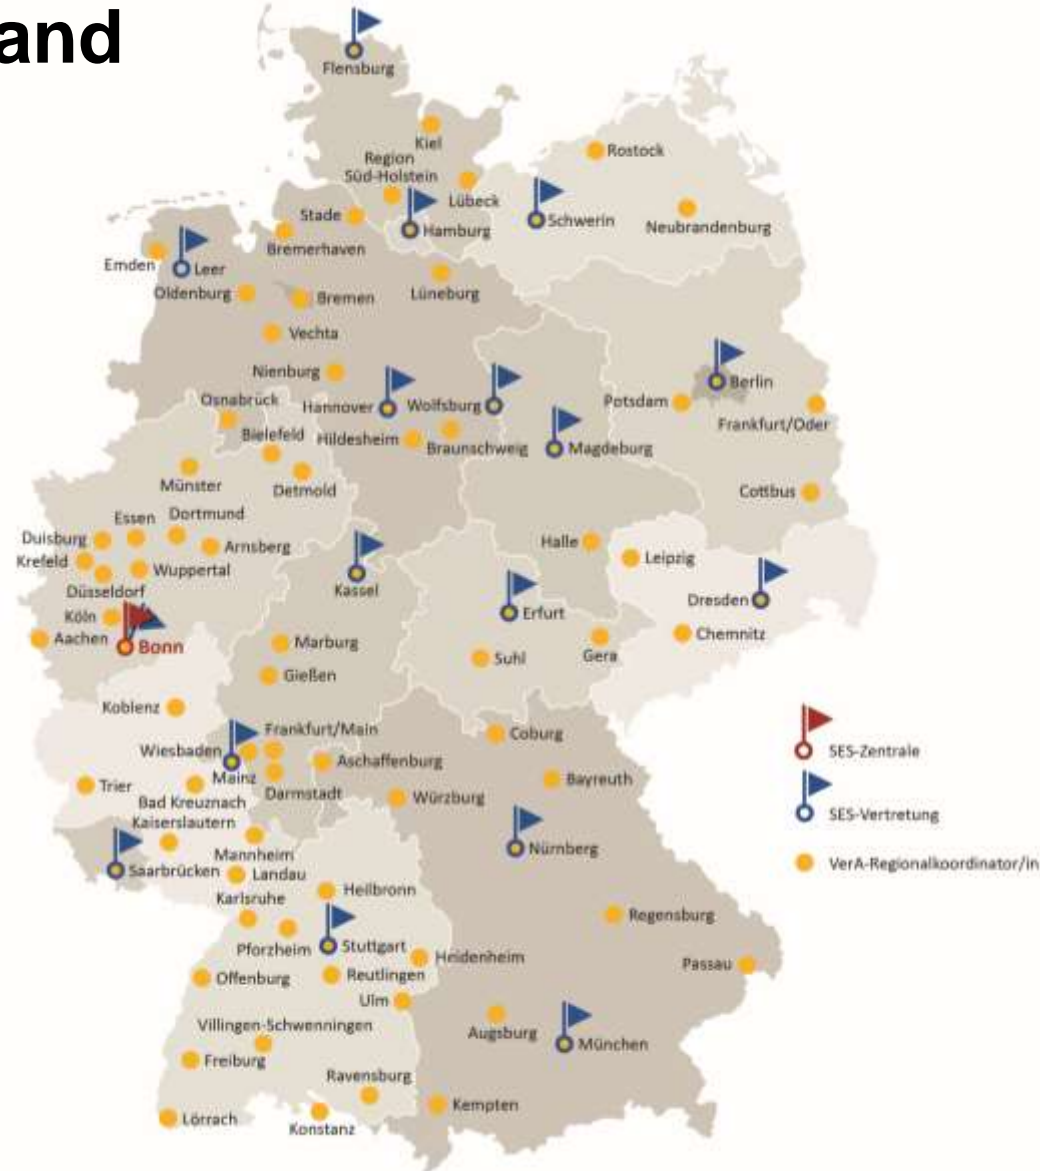 and
Flensburg
Kiel
Region
Süd-Holstein
Rostock
Lübeck
Stade
Hamburg
Schwerin
Neubrandenburg
Bremerhaven
Emden
Leer
Oldenburg
Bremen
Lüneburg
Vechta
Nienburg
Berlin
Osnabrück
Hannover
Wolfsburg
Potsdam
Frankfurt/Oder
Bielefeld
Hildesheim
Braunschweig
Magdeburg
Münster
Detmold
Cottbus
Essen
Dortmund
Duisburg
Arnsberg
Halle
Krefeld
Wuppertal
Leipzig
Düsseldorf
Kassel
Dresden
Köln
Erfurt
Aachen
Bonn
Marburg
Chemnitz
Suhl
Gera
Gießen
Koblenz
Frankfurt/Main
Coburg
Wiesbaden
Aschaffenburg
SES-Zentrale
Mainz
Trier
Bayreuth
Bad Kreuznach
Darmstadt
Würzburg
SES-Vertretung
Kaiserslautern
Mannheim
Nürnberg
VerA-Regionalkoordinator/in
Saarbrücken
Landau
Karlsruhe
Heilbronn
Regensburg
Pforzheim
Stuttgart
Heidenheim
Passau
Offenburg
Reutlingen
Ulm
Villingen-Schwenningen
Augsburg
München
Freiburg
Ravensburg
Kempten
Lörrach
Konstanz